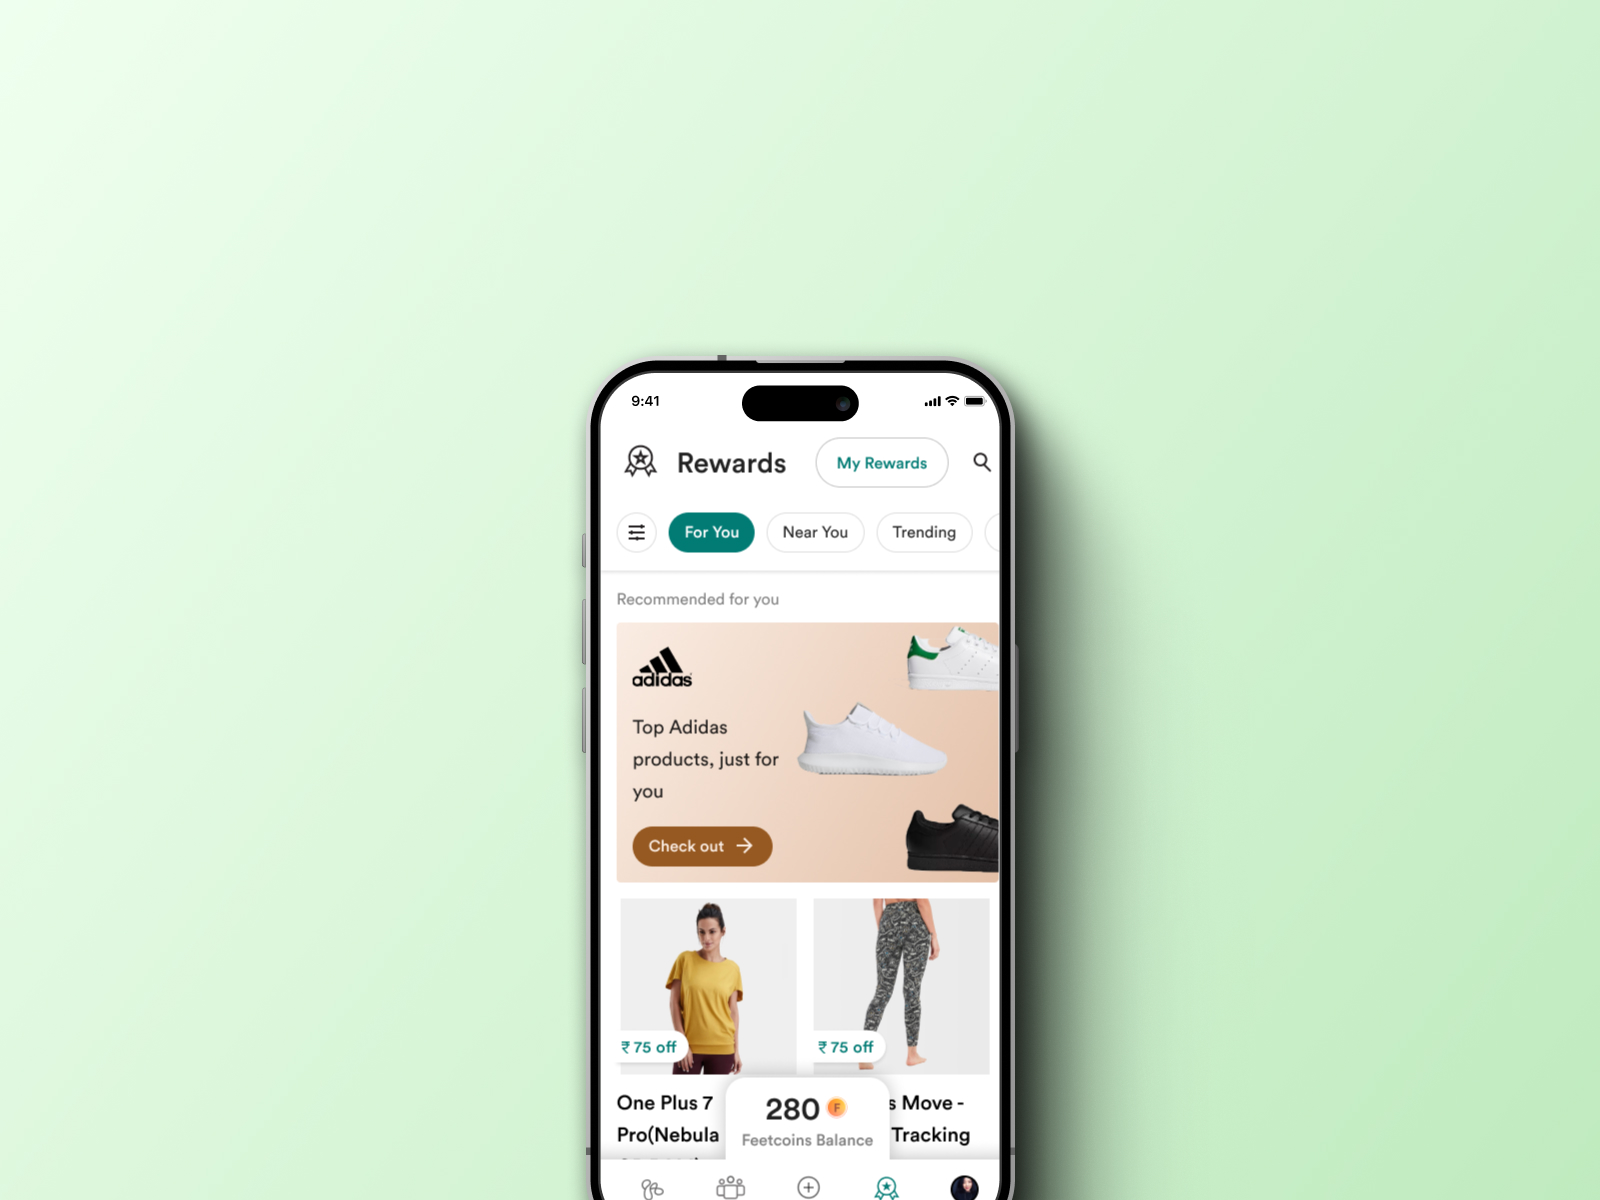 9:41
Rewards
My Rewards
For You
Near You
Trending
Recommended for you
adidas
Top Adidas
products, just for
you
Check out
₹ 75 off
₹ 75 off
One Plus 7
Pro(Nebula
s Move -
Tracking
280 F
Feetcoins Balance